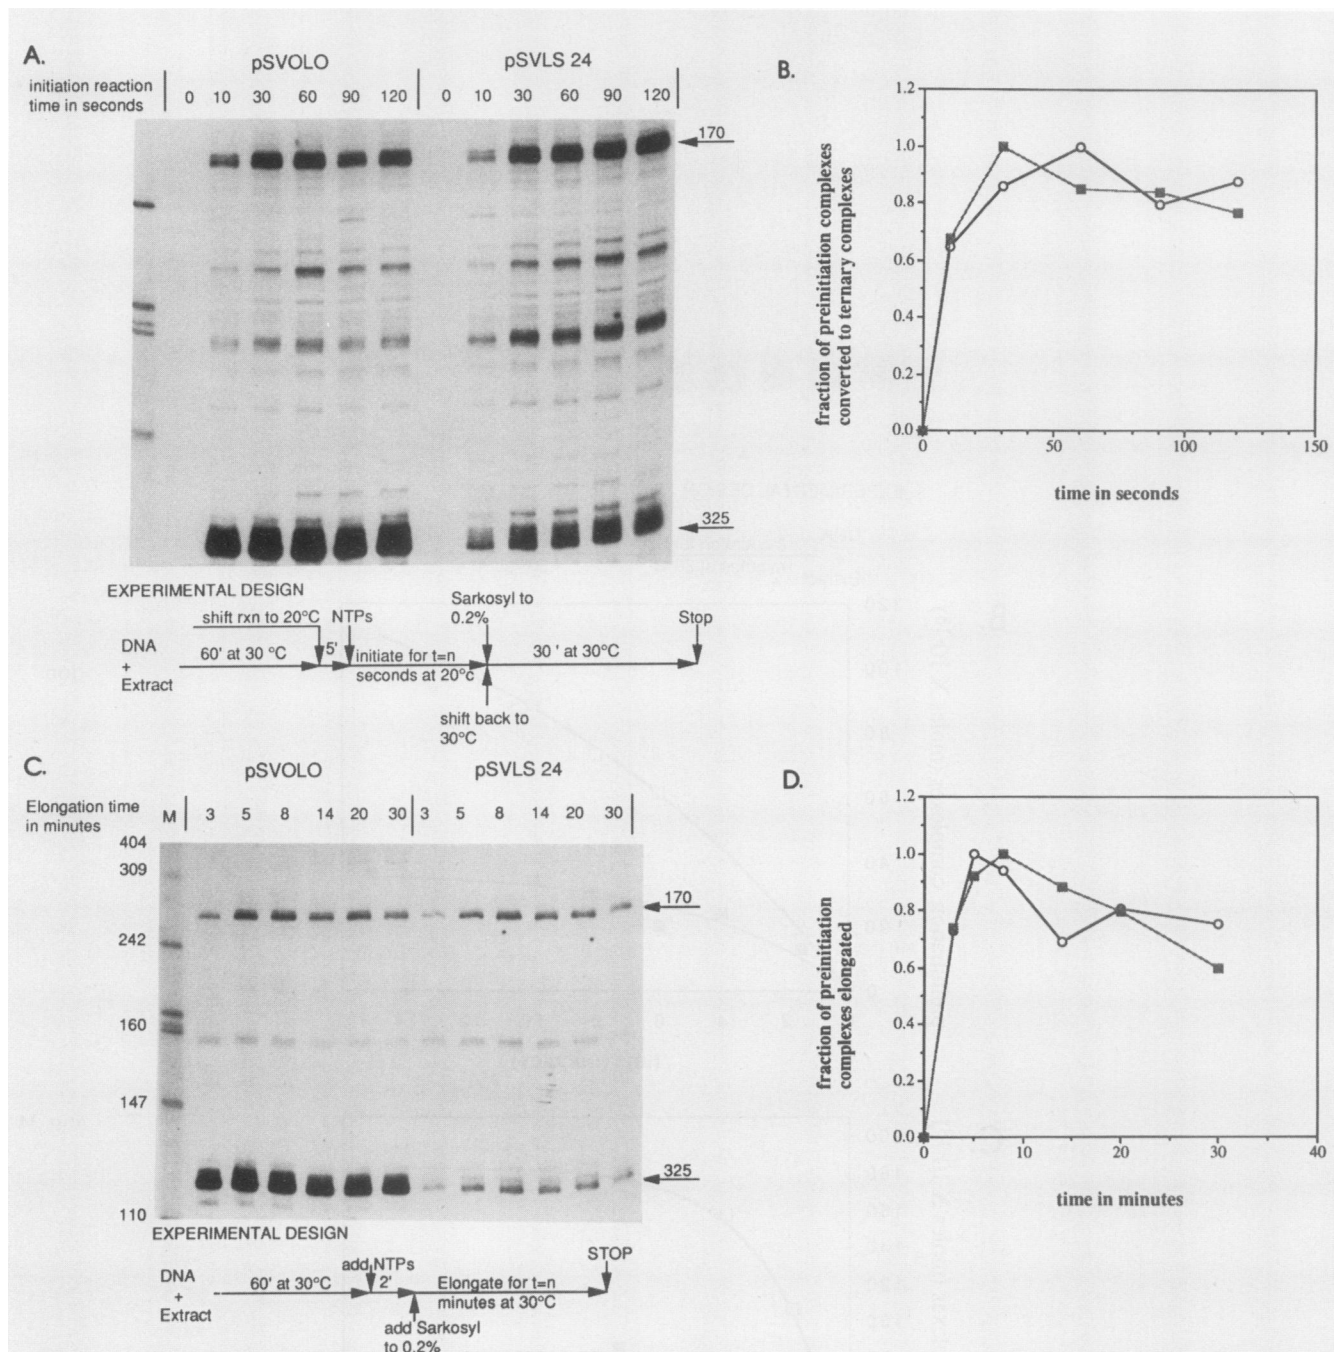 A.
pSVOLO
pSVLS 24
initiation reaction
time in seconds
0 10 30 60 90 120 0 10 30 60 90 120
170
325
EXPERIMENTAL DESIGN
shift rxn to 20°C
NTPs
Sarkosyl to
0.2%
Stop
DNA
+
Extract
60' at 30 °C
5'
initiate for t=n
seconds at 20°c
30 ' at 30°C
shift back to
30°C
B.
fraction of preinitiation complexes
converted to ternary complexes
1.2
1.0
0.8
0.6
0.4
0.2
0.0
0 50 100 150
time in seconds
C.
pSVOLO
pSVLS 24
Elongation time
in minutes
M 3 5 8 14 20 30 3 5 8 14 20 30
404
309
242
160
147
110
170
325
EXPERIMENTAL DESIGN
DNA
+
Extract
60' at 30°C
add NTPs
2'
Elongate for t=n
minutes at 30°C
STOP
add Sarkosyl
to 0.2%
D.
fraction of preinitiation
complexes elongated
1.2
1.0
0.8
0.6
0.4
0.2
0.0
0 10 20 30 40
time in minutes